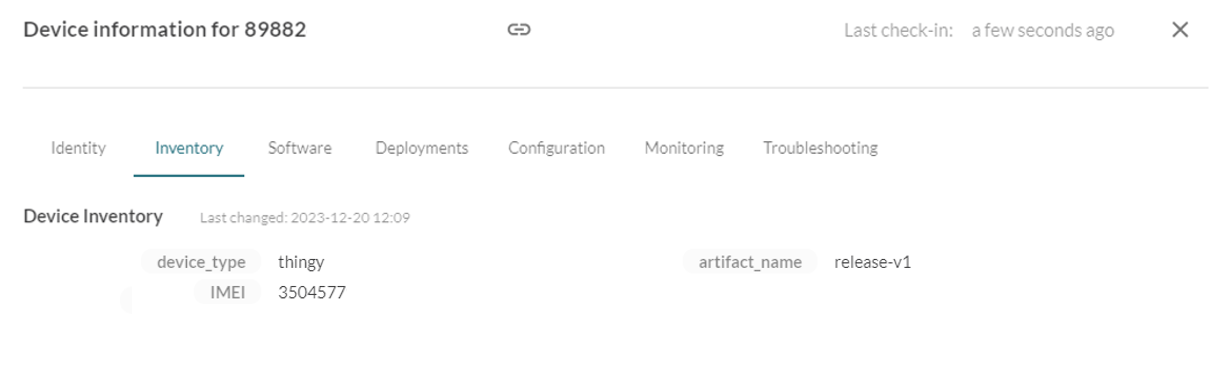 Device information for 89882 Last check-in: a few seconds ago
Identity Inventory Software Deployments Configuration Monitoring Troubleshooting
Device Inventory Last changed: 2023-12-20 12:09
device_type thingy artifact_name release-v1
IMEI 3504577